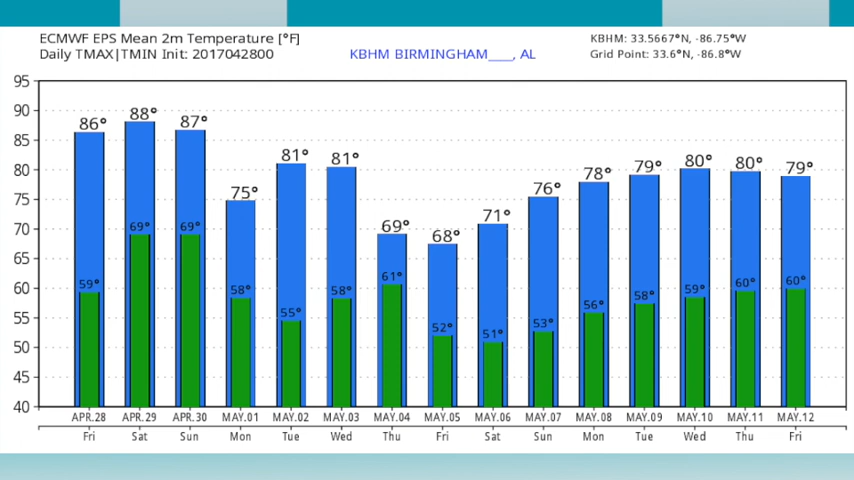 ECMWF EPS Mean 2m Temperature [°F]
Daily TMAX|TMIN Init: 2017042800
KBHM BIRMINGHAM____, AL
KBHM: 33.5667°N, -86.75°W
Grid Point: 33.6°N, -86.8°W
95
90
85
80
75
70
65
60
55
50
45
40
86° 88° 87° 75° 81° 81° 69° 68° 71° 76° 78° 79° 80° 80° 79°
59° 69° 69° 58° 55° 58° 61° 52° 51° 53° 56° 58° 59° 60° 60°
APR.28 APR.29 APR.30 MAY.01 MAY.02 MAY.03 MAY.04 MAY.05 MAY.06 MAY.07 MAY.08 MAY.09 MAY.10 MAY.11 MAY.12
Fri Sat Sun Mon Tue Wed Thu Fri Sat Sun Mon Tue Wed Thu Fri